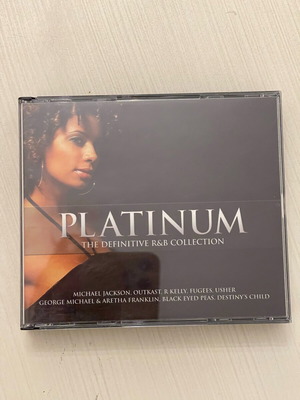 PLATINUM
THE DEFINITIVE R&B COLLECTION
MICHAEL JACKSON, OUTKAST, R KELLY, FUGEES, USHER
GEORGE MICHAEL & ARETHA FRANKLIN, BLACK EYED PEAS, DESTINY'S CHILD